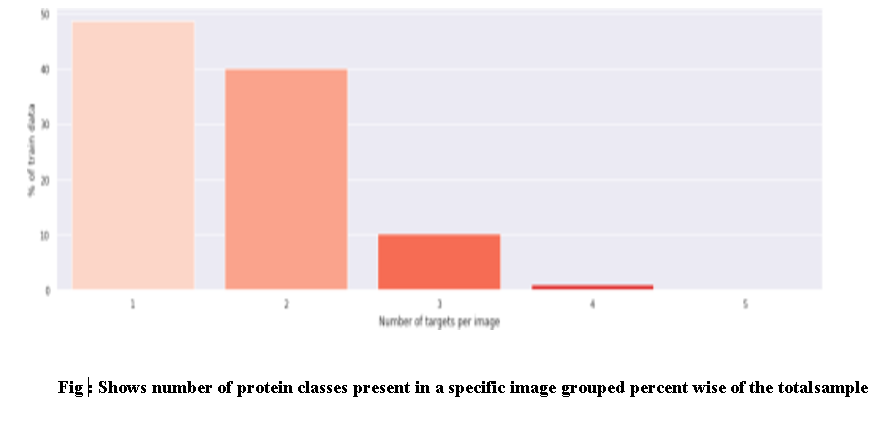 50
40
30
20
10
0
% of train data
1 2 3 4 5
Number of targets per image
Fig : Shows number of protein classes present in a specific image grouped percent wise of the totalsample